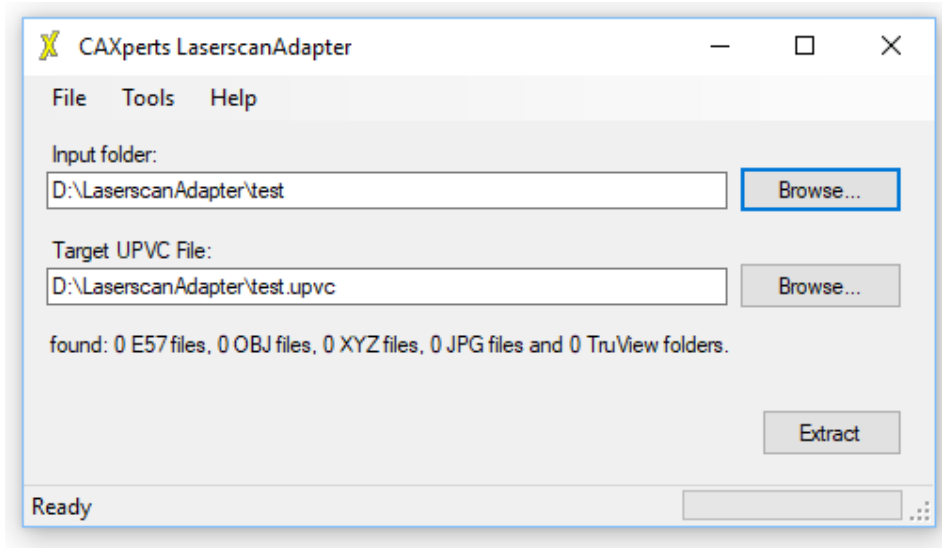 CAXperts LaserscanAdapter
File Tools Help
Input folder:
D:\LaserscanAdapter\test Browse...
Target UPVC File:
D:\LaserscanAdapter\test.upvc Browse...
found: 0 E57 files, 0 OBJ files, 0 XYZ files, 0 JPG files and 0 TruView folders.
Extract
Ready